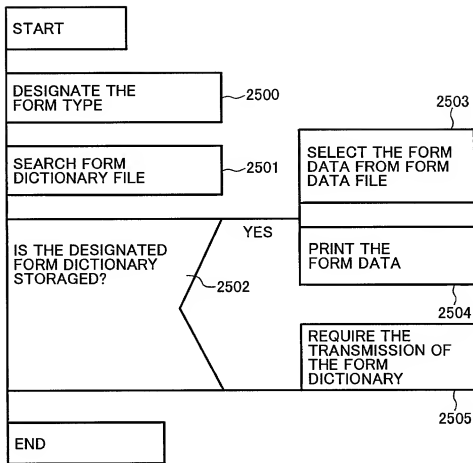 START
DESIGNATE THE
FORM TYPE
2500
2503
SEARCH FORM
DICTIONARY FILE
2501
SELECT THE FORM
DATA FROM FORM
DATA FILE
YES
IS THE DESIGNATED
FORM DICTIONARY
STORAGED?
2502
PRINT THE
FORM DATA
2504
REQUIRE THE
TRANSMISSION OF
THE FORM
DICTIONARY
2505
END